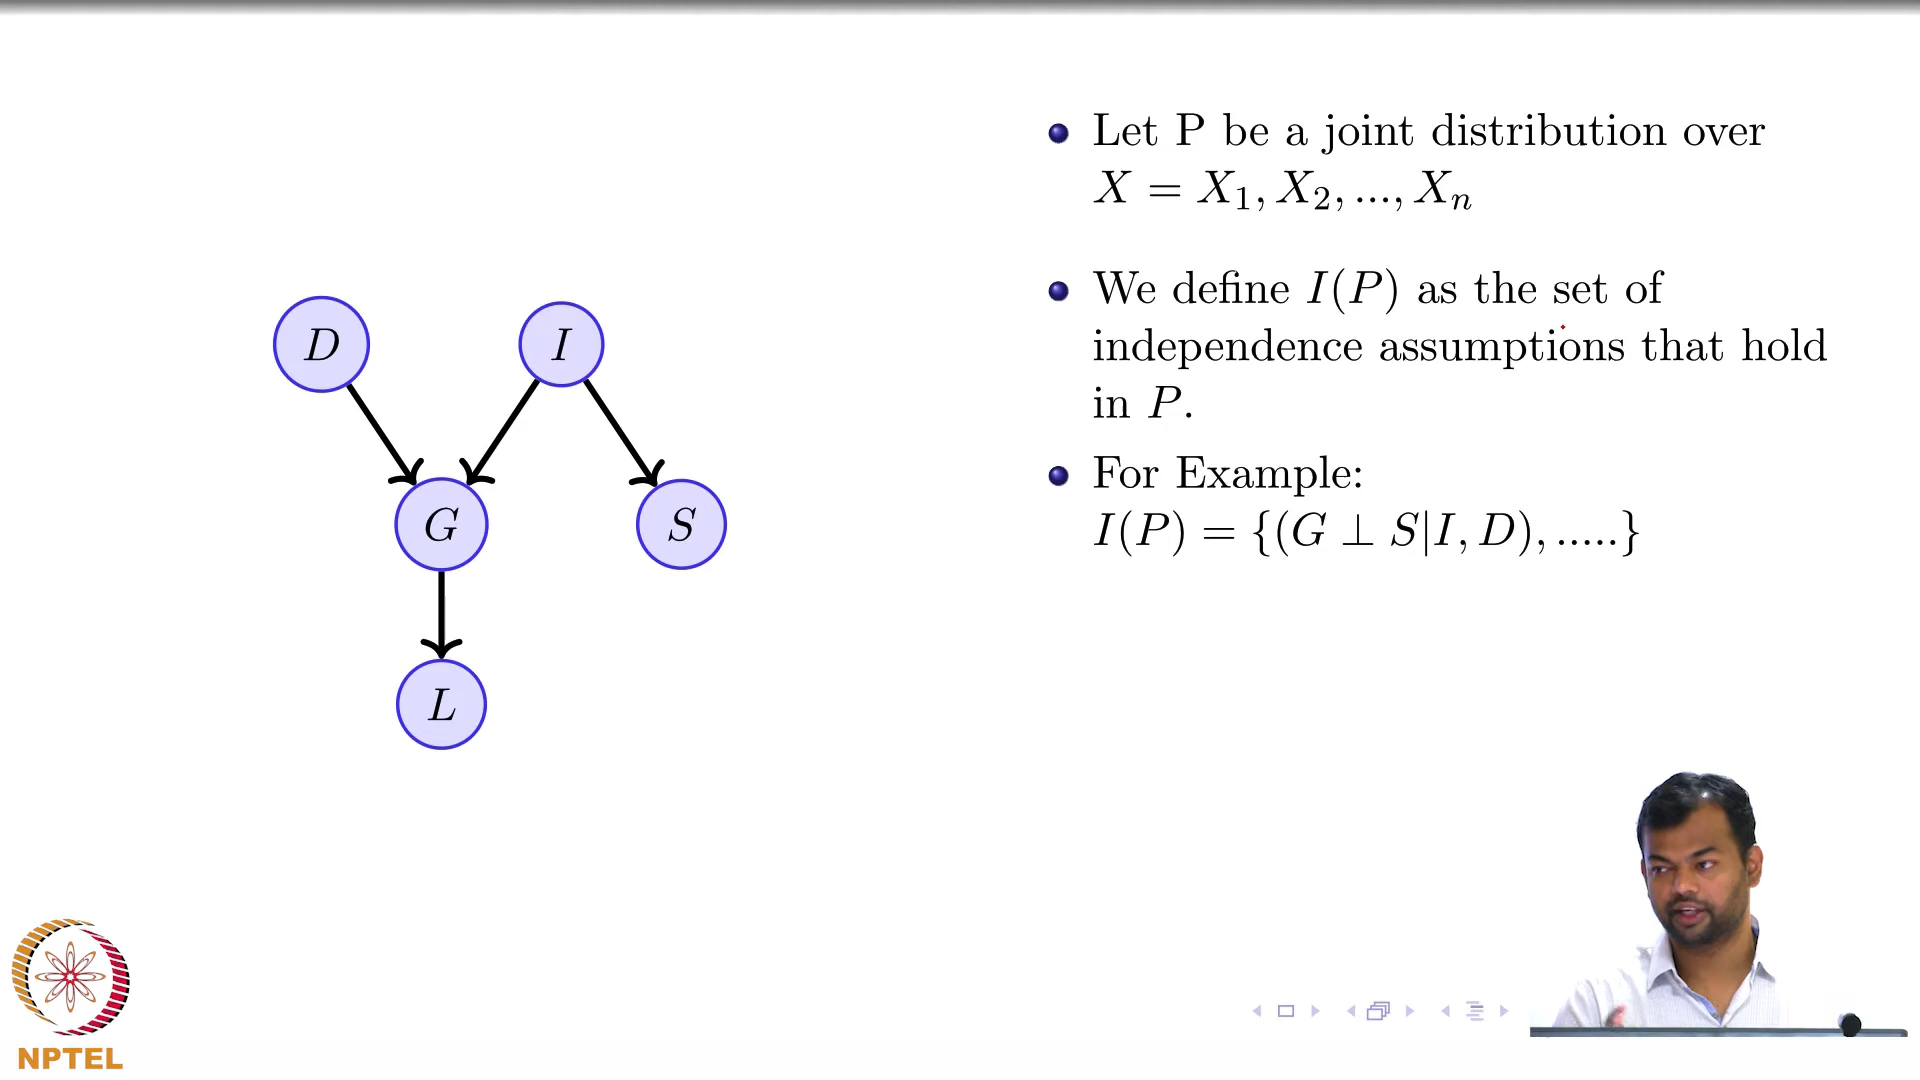 Let P be a joint distribution over
X = X₁, X₂, ..., Xₙ
We define I(P) as the set of
independence assumptions that hold
in P.
For Example:
I(P) = {(G ⊥ S|I, D), .....}
D
I
G
S
L
NPTEL